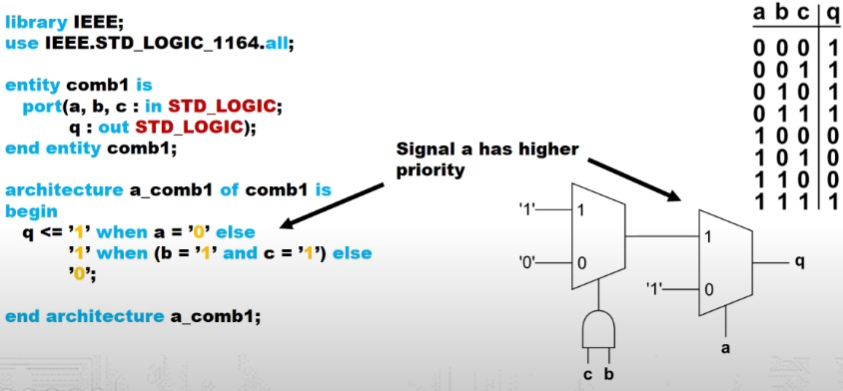 library IEEE;
use IEEE.STD_LOGIC_1164.all;
entity comb1 is
port(a, b, c : in STD_LOGIC;
q : out STD_LOGIC);
end entity comb1;
architecture a_comb1 of comb1 is
begin
q <= '1' when a = '0' else
'1' when (b = '1' and c = '1') else
'0';
end architecture a_comb1;
Signal a has higher
priority
'1' 1
'0' 0
c b
1
'1' 0
q
a
a b c q
0 0 0 1
0 0 1 1
0 1 0 1
0 1 1 1
1 0 0 0
1 0 1 0
1 1 0 0
1 1 1 1